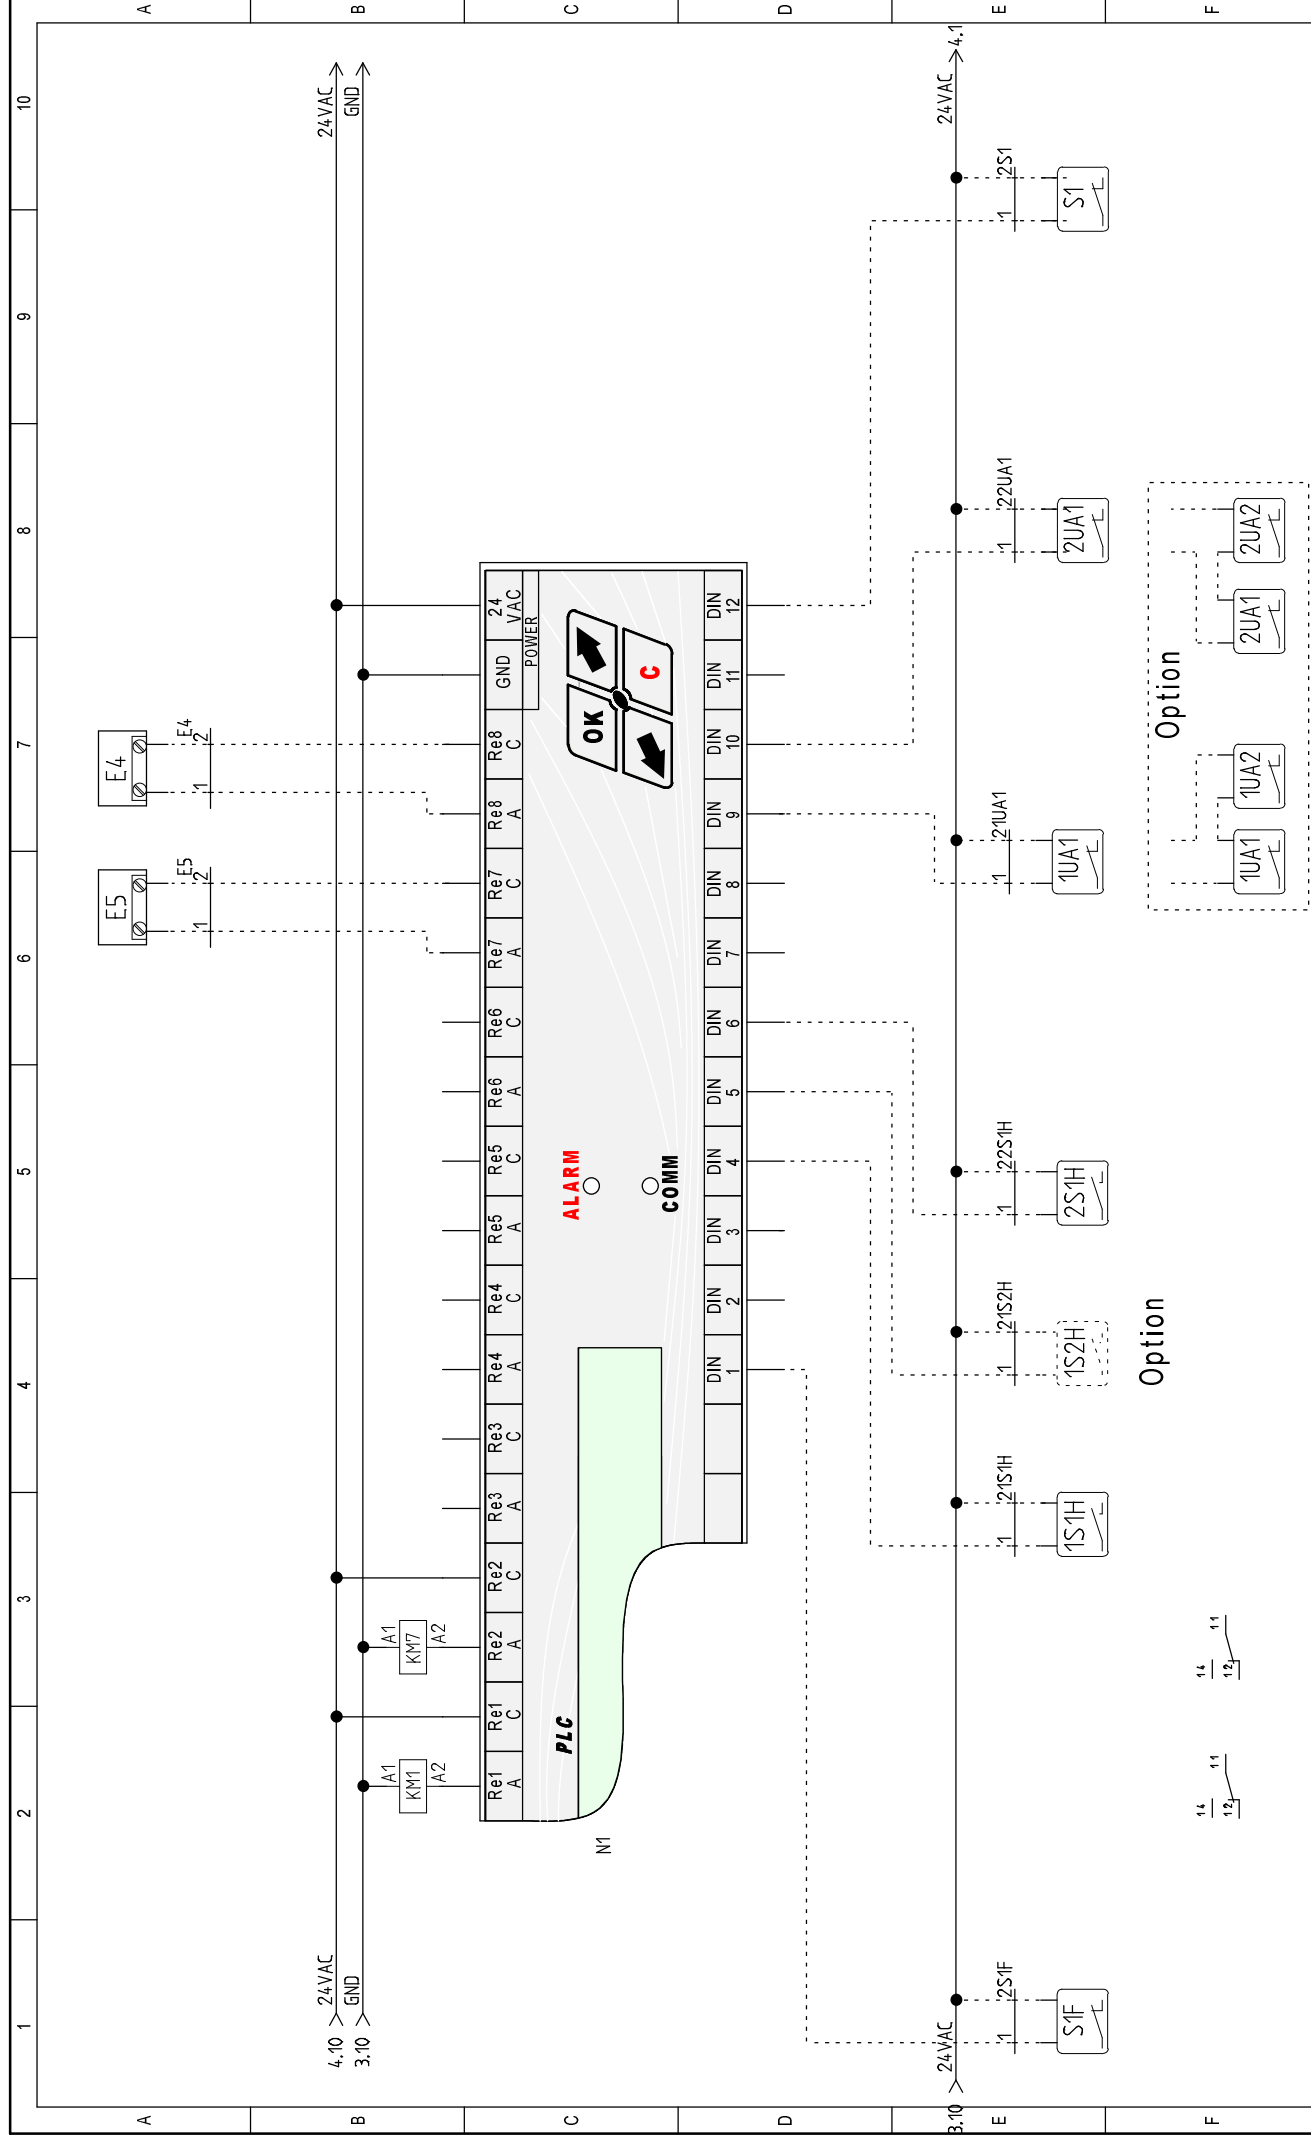 1 2 3 4 5 6 7 8 9 10
A
E5
E4
1 2 E5
1 2 E4
A
B
4.10 24VAC
24VAC
3.10 GND
GND
A1 A1
KM1 KM7
A2 A2
B
C
Re1 A
Re1 C
Re2 A
Re2 C
Re3 A
Re3 C
Re4 A
Re4 C
Re5 A
Re5 C
Re6 A
Re6 C
Re7 A
Re7 C
Re8 A
Re8 C
GND
24 VAC
POWER
PLC
ALARM
OK
N1
C
COMM
C
DIN 1
DIN 2
DIN 3
DIN 4
DIN 5
DIN 6
DIN 7
DIN 8
DIN 9
DIN 10
DIN 11
DIN 12
D
D
3.10 24VAC
24VAC 4.1
E
1 2S1F
1 21S1H
1 21S2H
1 22S1H
1 21UA1
1 22UA1
1 2S1
E
S1F
1S1H
1S2H
2S1H
1UA1
2UA1
S1
Option
Option
F
14 11
12
14 11
12
1UA1
1UA2
2UA1
2UA2
F